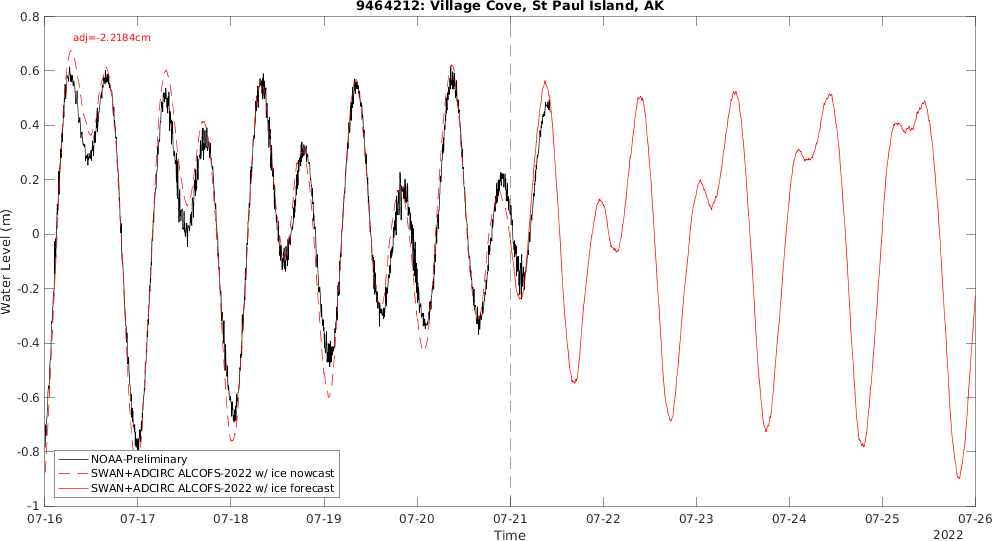 9464212: Village Cove, St Paul Island, AK
adj=-2.2184cm
0.8
0.6
0.4
0.2
0
-0.2
-0.4
-0.6
-0.8
-1
Water Level (m)
NOAA-Preliminary
SWAN+ADCIRC ALCOFS-2022 w/ ice nowcast
SWAN+ADCIRC ALCOFS-2022 w/ ice forecast
07-16 07-17 07-18 07-19 07-20 07-21 07-22 07-23 07-24 07-25 07-26
Time
2022